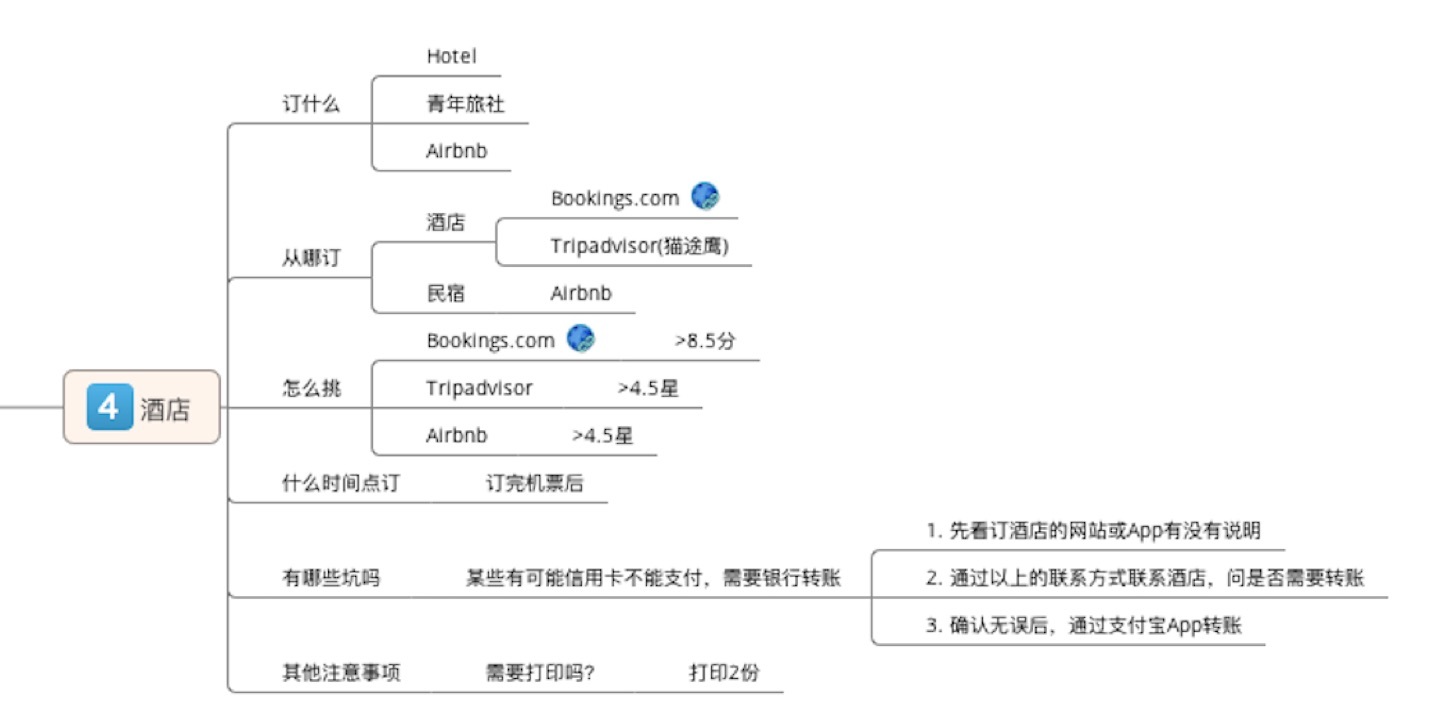 Hotel
订什么
青年旅社
Airbnb
Bookings.com
酒店
Tripadvisor(猫途鹰)
从哪订
民宿 Airbnb
Bookings.com >8.5分
怎么挑 Tripadvisor >4.5星
4 酒店
Airbnb >4.5星
什么时间点订 订完机票后
1. 先看订酒店的网站或App有没有说明
有哪些坑吗 某些有可能信用卡不能支付，需要银行转账
2. 通过以上的联系方式联系酒店，问是否需要转账
3. 确认无误后，通过支付宝App转账
其他注意事项 需要打印吗? 打印2份